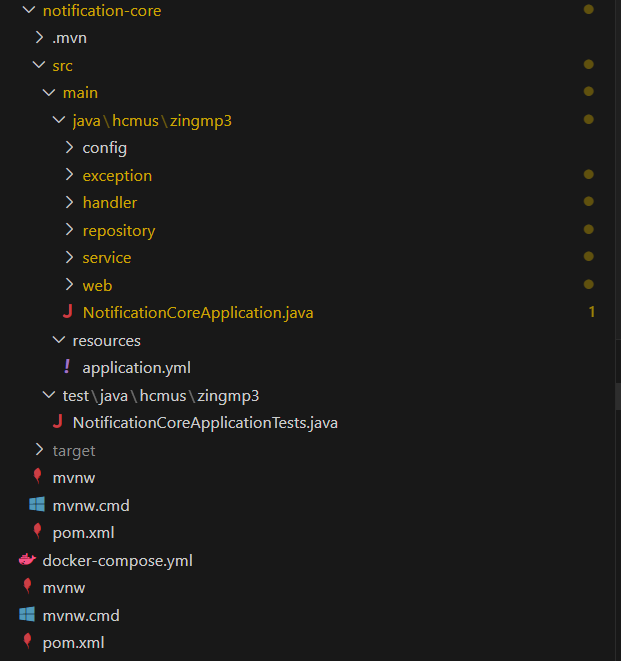 notification-core
.mvn
src
main
java\hcmus\zingmp3
config
exception
handler
repository
service
web
NotificationCoreApplication.java 1
resources
application.yml
test\java\hcmus\zingmp3
NotificationCoreApplicationTests.java
target
mvnw
mvnw.cmd
pom.xml
docker-compose.yml
mvnw
mvnw.cmd
pom.xml